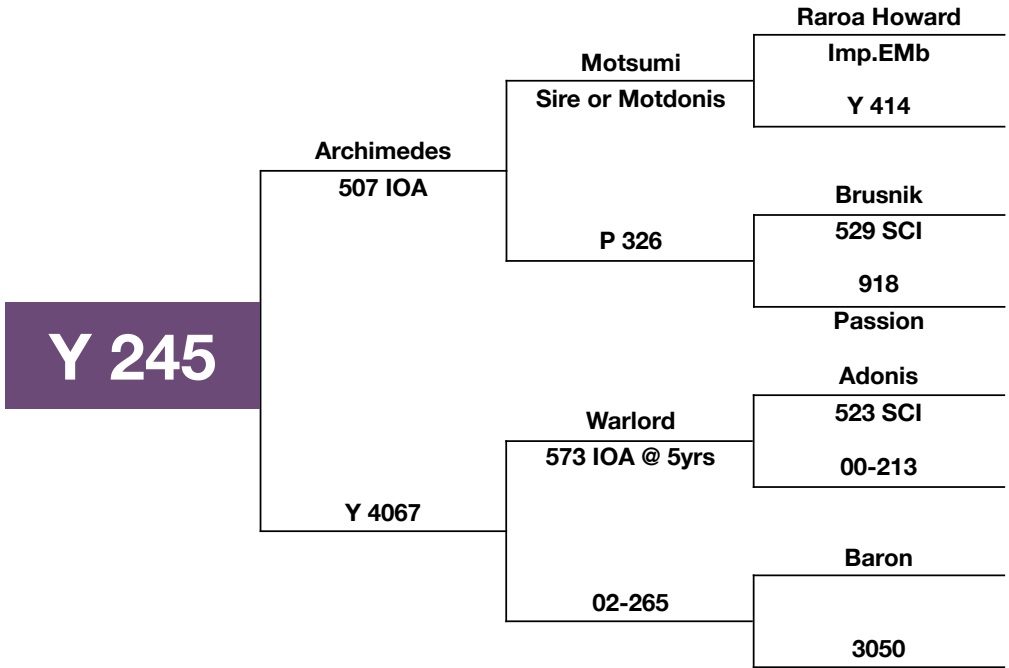 Raroa Howard
Imp.EMb
Motsumi
Sire or Motdonis
Y 414
Archimedes
507 IOA
Brusnik
529 SCI
P 326
918
Passion
Y 245
Adonis
523 SCI
Warlord
573 IOA @ 5yrs
00-213
Y 4067
Baron
02-265
3050